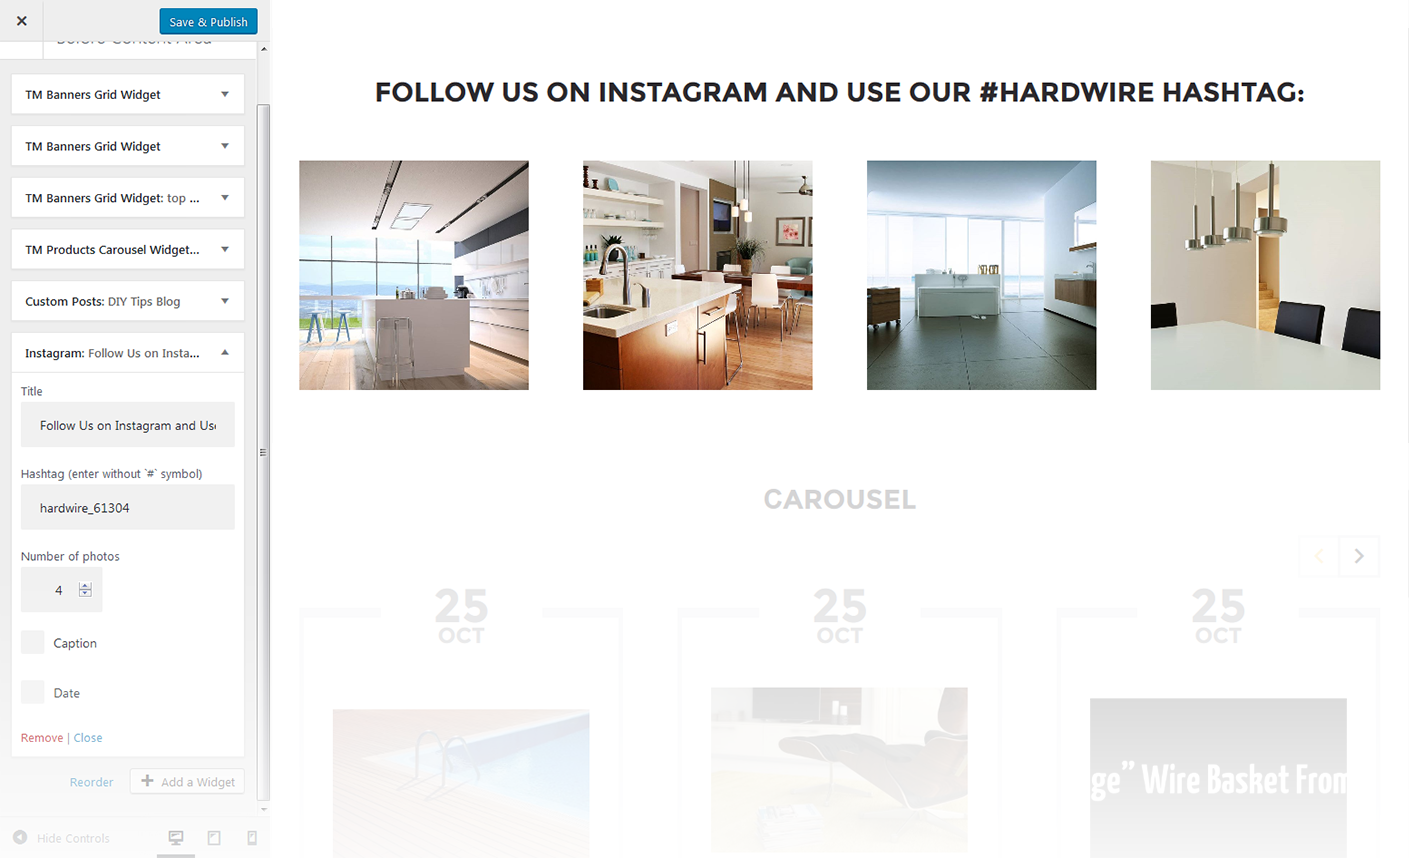 Save & Publish
Before Content Area
TM Banners Grid Widget
TM Banners Grid Widget
TM Banners Grid Widget: top ...
TM Products Carousel Widget...
Custom Posts: DIY Tips Blog
Instagram: Follow Us on Insta...
Title
Follow Us on Instagram and Use
Hashtag (enter without `#` symbol)
hardwire_61304
Number of photos
4
Caption
Date
Remove | Close
Reorder
Add a Widget
Hide Controls
FOLLOW US ON INSTAGRAM AND USE OUR #HARDWIRE HASHTAG:
CAROUSEL
25
OCT
25
OCT
25
OCT
ge” Wire Basket From